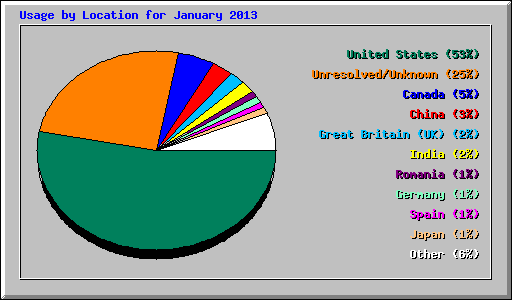 Usage by Location for January 2013
United States (53%)
Unresolved/Unknown (25%)
Canada (5%)
China (3%)
Great Britain (UK) (2%)
India (2%)
Romania (1%)
Germany (1%)
Spain (1%)
Japan (1%)
Other (6%)